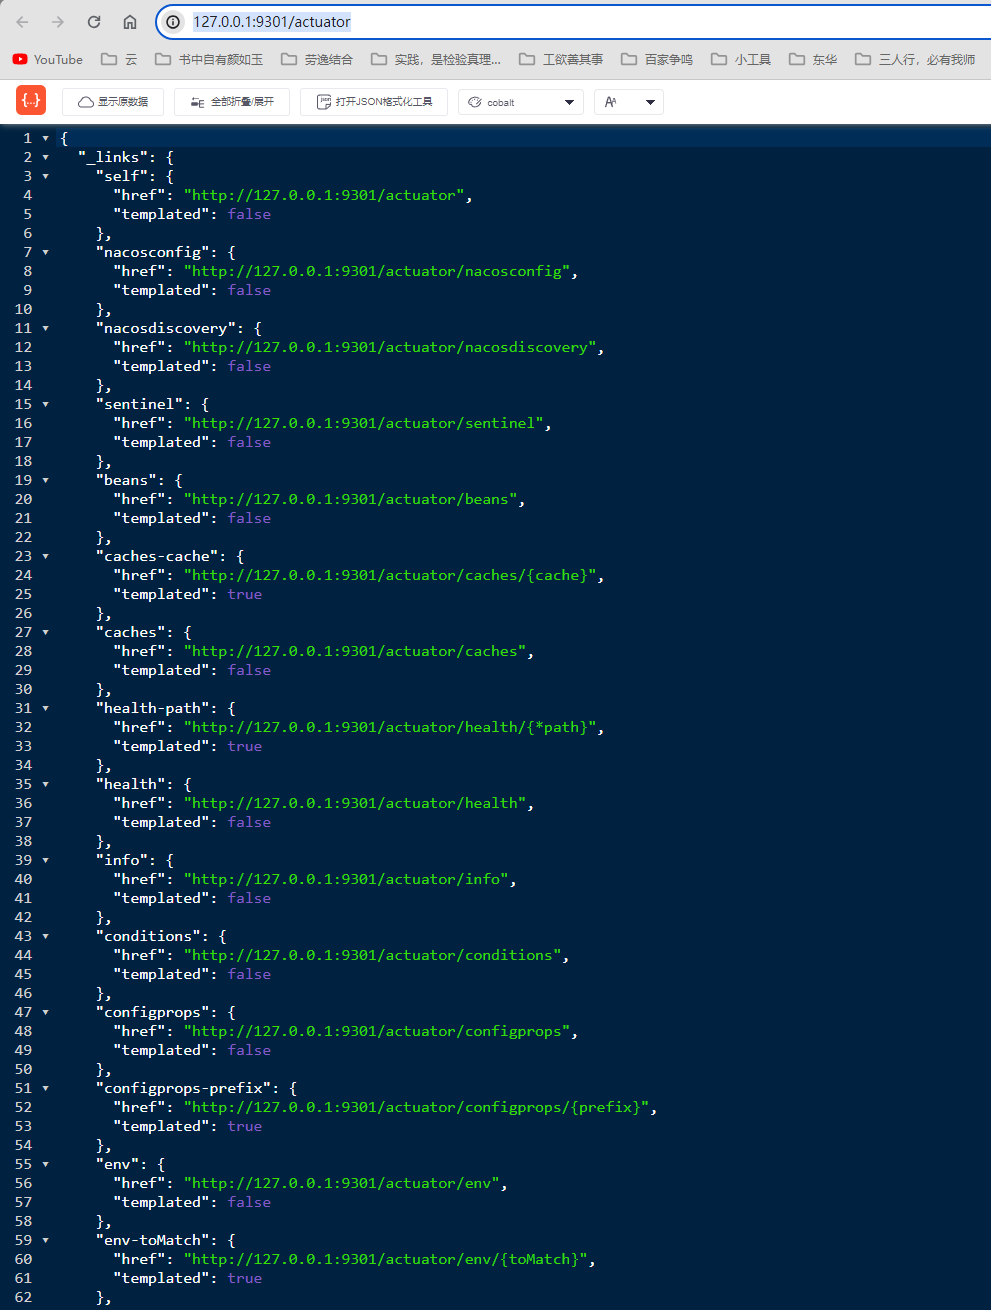 127.0.0.1:9301/actuator
YouTube 云 书中自有颜如玉 劳逸结合 实践，是检验真理... 工欲善其事 百家争鸣 小工具 东华 三人行，必有我师
{...} 显示原数据 全部折叠/展开 打开JSON格式化工具 cobalt AA
1 {
2 "_links": {
3 "self": {
4 "href": "http://127.0.0.1:9301/actuator",
5 "templated": false
6 },
7 "nacosconfig": {
8 "href": "http://127.0.0.1:9301/actuator/nacosconfig",
9 "templated": false
10 },
11 "nacosdiscovery": {
12 "href": "http://127.0.0.1:9301/actuator/nacosdiscovery",
13 "templated": false
14 },
15 "sentinel": {
16 "href": "http://127.0.0.1:9301/actuator/sentinel",
17 "templated": false
18 },
19 "beans": {
20 "href": "http://127.0.0.1:9301/actuator/beans",
21 "templated": false
22 },
23 "caches-cache": {
24 "href": "http://127.0.0.1:9301/actuator/caches/{cache}",
25 "templated": true
26 },
27 "caches": {
28 "href": "http://127.0.0.1:9301/actuator/caches",
29 "templated": false
30 },
31 "health-path": {
32 "href": "http://127.0.0.1:9301/actuator/health/{*path}",
33 "templated": true
34 },
35 "health": {
36 "href": "http://127.0.0.1:9301/actuator/health",
37 "templated": false
38 },
39 "info": {
40 "href": "http://127.0.0.1:9301/actuator/info",
41 "templated": false
42 },
43 "conditions": {
44 "href": "http://127.0.0.1:9301/actuator/conditions",
45 "templated": false
46 },
47 "configprops": {
48 "href": "http://127.0.0.1:9301/actuator/configprops",
49 "templated": false
50 },
51 "configprops-prefix": {
52 "href": "http://127.0.0.1:9301/actuator/configprops/{prefix}",
53 "templated": true
54 },
55 "env": {
56 "href": "http://127.0.0.1:9301/actuator/env",
57 "templated": false
58 },
59 "env-toMatch": {
60 "href": "http://127.0.0.1:9301/actuator/env/{toMatch}",
61 "templated": true
62 },